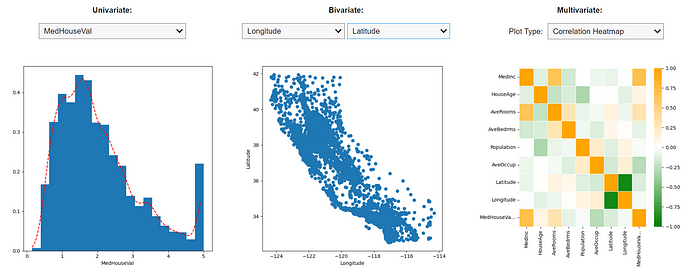 Univariate:
Bivariate:
Multivariate:
MedHouseVal
Longitude
Latitude
Plot Type:
Correlation Heatmap
0.4
0.3
0.2
0.1
0.0
0
1
2
3
4
5
MedHouseVal
42
40
38
36
34
Latitude
−124
−122
−120
−118
−116
−114
Longitude
MedInc
HouseAge
AveRooms
AveBedrms
Population
AveOccup
Latitude
Longitude
MedHouseVa...
MedInc
HouseAge
AveRooms
AveBedrms
Population
AveOccup
Latitude
Longitude
MedHouseVa...
1.00
0.75
0.50
0.25
0.00
−0.25
−0.50
−0.75
−1.00